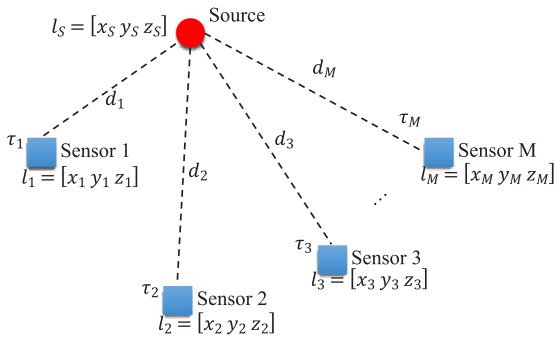 Source
l_S = [x_S y_S z_S]
d_1
d_2
d_3
d_M
τ_1
Sensor 1
l_1 = [x_1 y_1 z_1]
τ_M
Sensor M
l_M = [x_M y_M z_M]
...
τ_3
Sensor 3
l_3 = [x_3 y_3 z_3]
τ_2
Sensor 2
l_2 = [x_2 y_2 z_2]